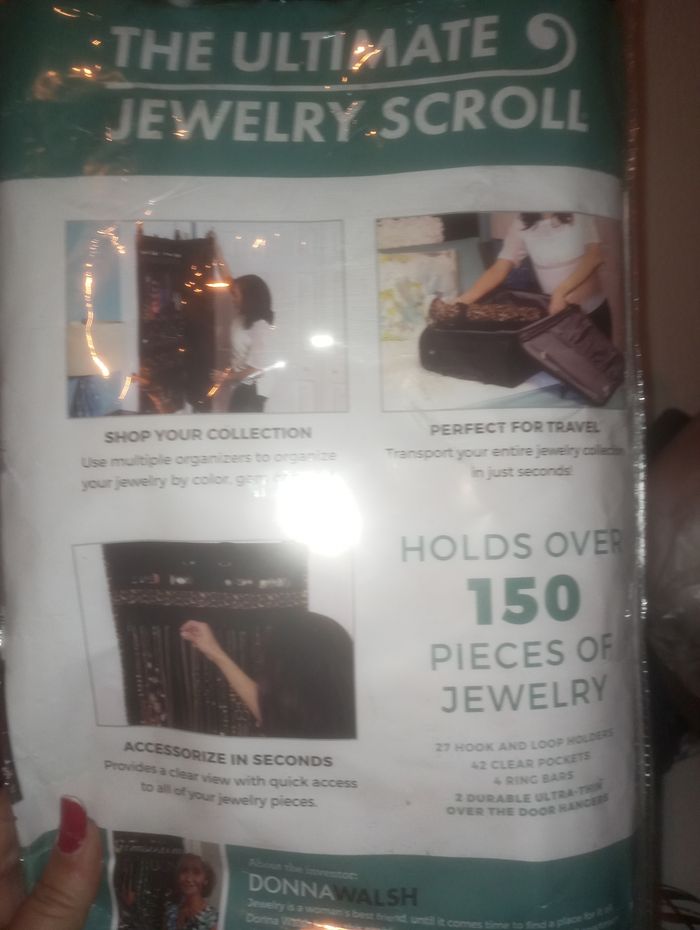 THE ULTIMATE
JEWELRY SCROLL
SHOP YOUR COLLECTION
Use multiple organizers to organize
your jewelry by color, gem
PERFECT FOR TRAVEL
Transport your entire jewelry collection
in just seconds!
ACCESSORIZE IN SECONDS
Provides a clear view with quick access
to all of your jewelry pieces.
HOLDS OVER
150
PIECES OF
JEWELRY
27 HOOK AND LOOP HOLDERS
42 CLEAR POCKETS
4 RING BARS
2 DURABLE ULTRA-THIN
OVER THE DOOR HANGERS
About the inventor:
DONNAWALSH
Jewelry is a woman's best friend, until it comes time to find a place for it all.
Donna